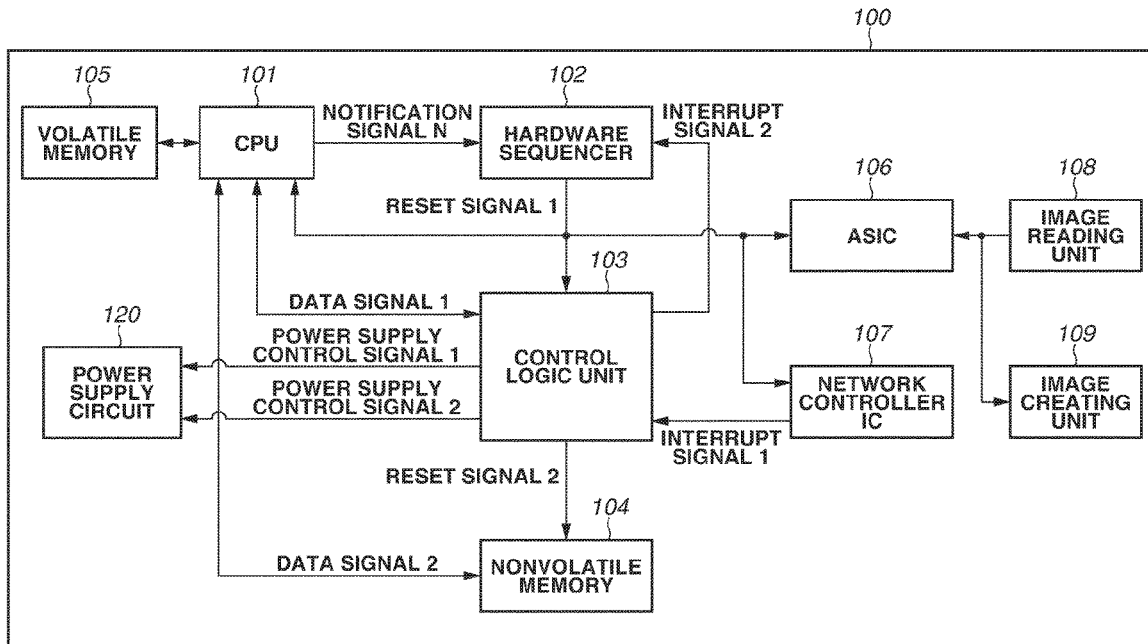 100
105
101
102
VOLATILE
MEMORY
CPU
NOTIFICATION
SIGNAL N
HARDWARE
SEQUENCER
INTERRUPT
SIGNAL 2
RESET SIGNAL 1
106
108
ASIC
IMAGE
READING
UNIT
103
DATA SIGNAL 1
120
POWER SUPPLY
CONTROL SIGNAL 1
POWER
SUPPLY
CIRCUIT
POWER SUPPLY
CONTROL SIGNAL 2
CONTROL
LOGIC UNIT
107
109
NETWORK
CONTROLLER
IC
IMAGE
CREATING
UNIT
INTERRUPT
SIGNAL 1
RESET SIGNAL 2
104
DATA SIGNAL 2
NONVOLATILE
MEMORY